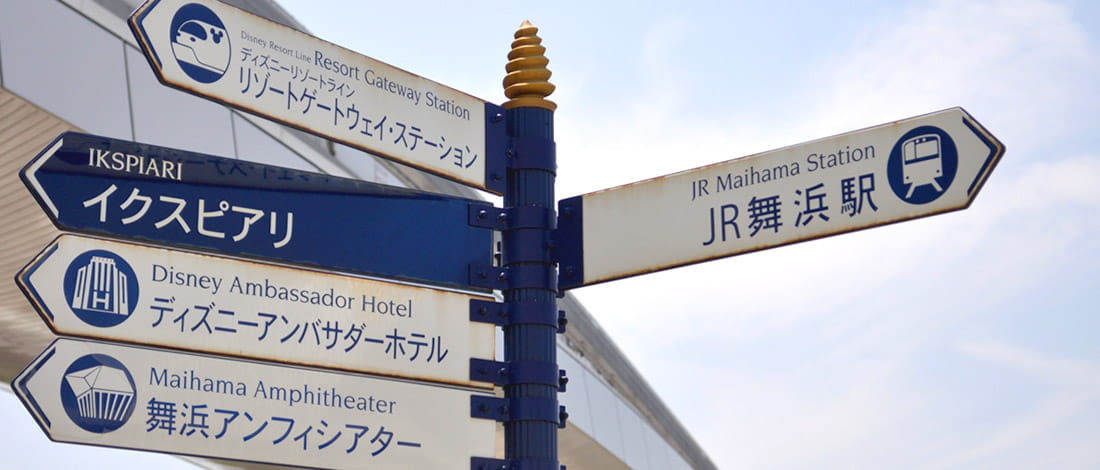 Disney Resort Line Resort Gateway Station
ディズニーリゾートライン
リゾートゲートウェイ・ステーション
IKSPIARI
イクスピアリ
Disney Ambassador Hotel
ディズニーアンバサダーホテル
Maihama Amphitheater
舞浜アンフィシアター
JR Maihama Station
JR舞浜駅